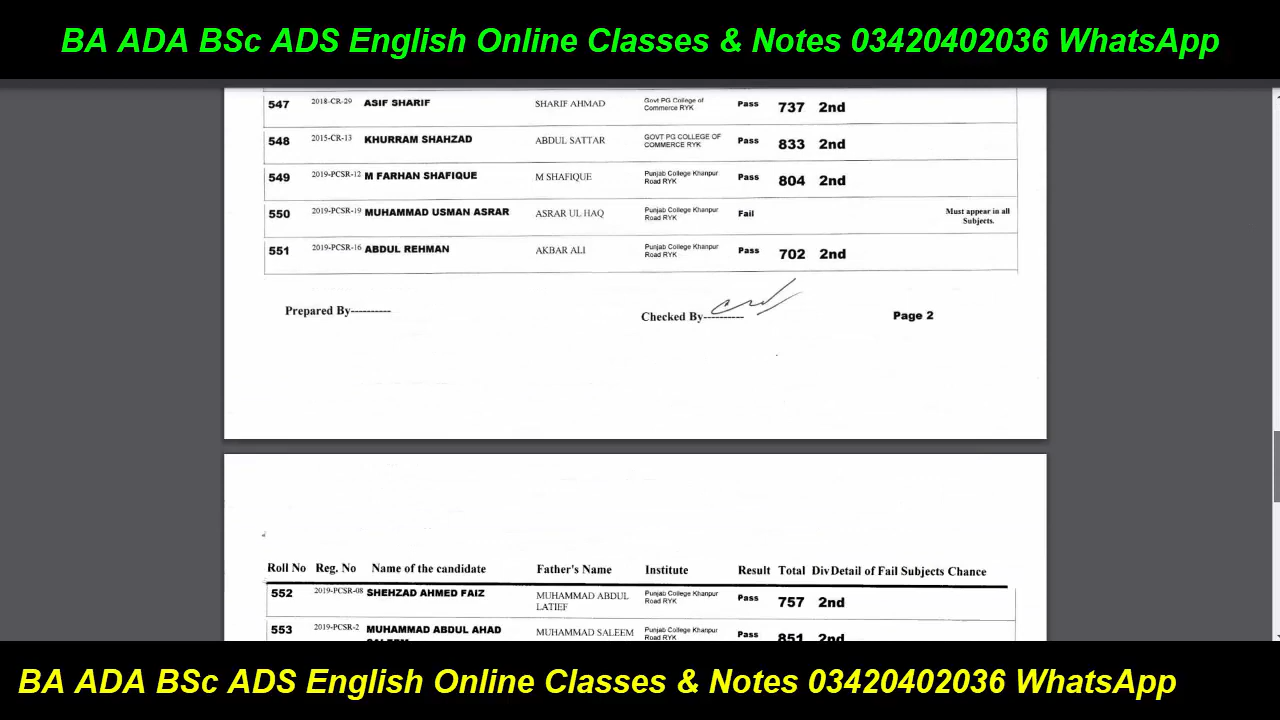 BA ADA BSc ADS English Online Classes & Notes 03420402036 WhatsApp
547 2018-CR-29 ASIF SHARIF SHARIF AHMAD Govt PG College of Commerce RYK Pass 737 2nd
548 2015-CR-13 KHURRAM SHAHZAD ABDUL SATTAR GOVT PG COLLEGE OF COMMERCE RYK Pass 833 2nd
549 2019-PCSR-12 M FARHAN SHAFIQUE M SHAFIQUE Punjab College Khanpur Road RYK Pass 804 2nd
550 2019-PCSR-19 MUHAMMAD USMAN ASRAR ASRAR UL HAQ Punjab College Khanpur Road RYK Fail Must appear in all Subjects.
551 2019-PCSR-16 ABDUL REHMAN AKBAR ALI Punjab College Khanpur Road RYK Pass 702 2nd
Prepared By---------- Checked By---------- Page 2
Roll No Reg. No Name of the candidate Father's Name Institute Result Total Div Detail of Fail Subjects Chance
552 2019-PCSR-08 SHEHZAD AHMED FAIZ MUHAMMAD ABDUL LATIEF Punjab College Khanpur Road RYK Pass 757 2nd
553 2019-PCSR-2 MUHAMMAD ABDUL AHAD MUHAMMAD SALEEM Punjab College Khanpur Road RYK Pass 851 2nd
BA ADA BSc ADS English Online Classes & Notes 03420402036 WhatsApp